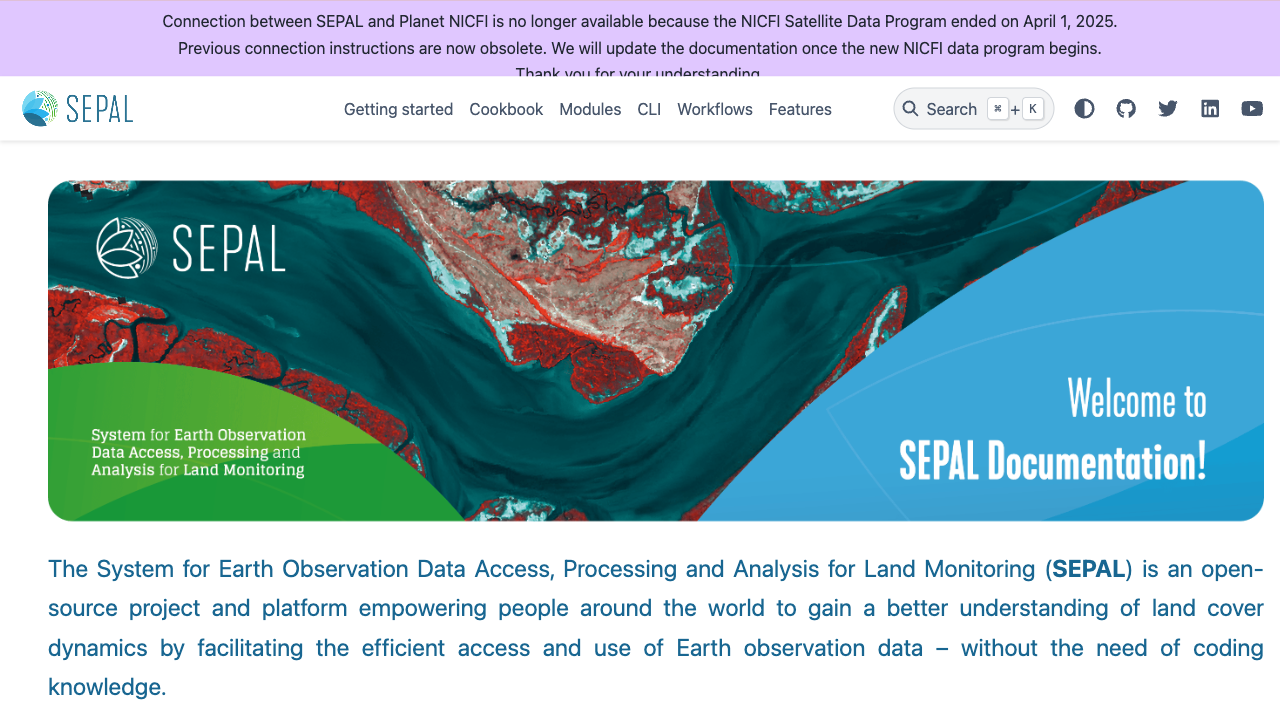 Connection between SEPAL and Planet NICFI is no longer available because the NICFI Satellite Data Program ended on April 1, 2025.
Previous connection instructions are now obsolete. We will update the documentation once the new NICFI data program begins.
Thank you for your understanding.
SEPAL
Getting started Cookbook Modules CLI Workflows Features
Search ⌘ + K
SEPAL
System for Earth Observation
Data Access, Processing and
Analysis for Land Monitoring
Welcome to
SEPAL Documentation!
The System for Earth Observation Data Access, Processing and Analysis for Land Monitoring (SEPAL) is an open-
source project and platform empowering people around the world to gain a better understanding of land cover
dynamics by facilitating the efficient access and use of Earth observation data – without the need of coding
knowledge.